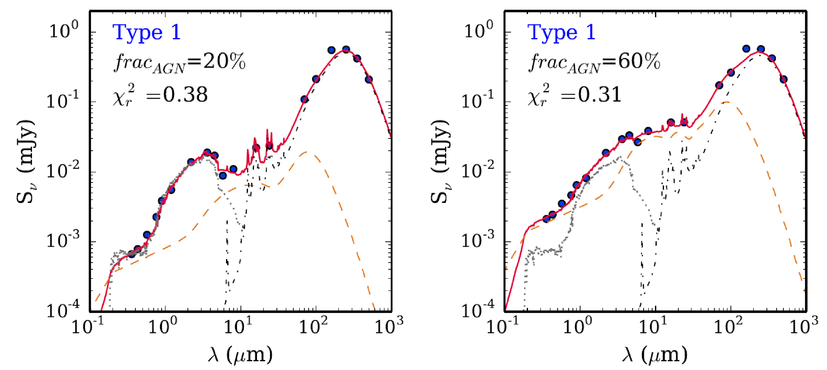 Type 1
frac_AGN=20%
χ_r^2 =0.38
S_ν (mJy)
10^0
10^-1
10^-2
10^-3
10^-4
10^-1 10^0 10^1 10^2 10^3
λ (μm)
Type 1
frac_AGN=60%
χ_r^2 =0.31
S_ν (mJy)
10^0
10^-1
10^-2
10^-3
10^-4
10^-1 10^0 10^1 10^2 10^3
λ (μm)